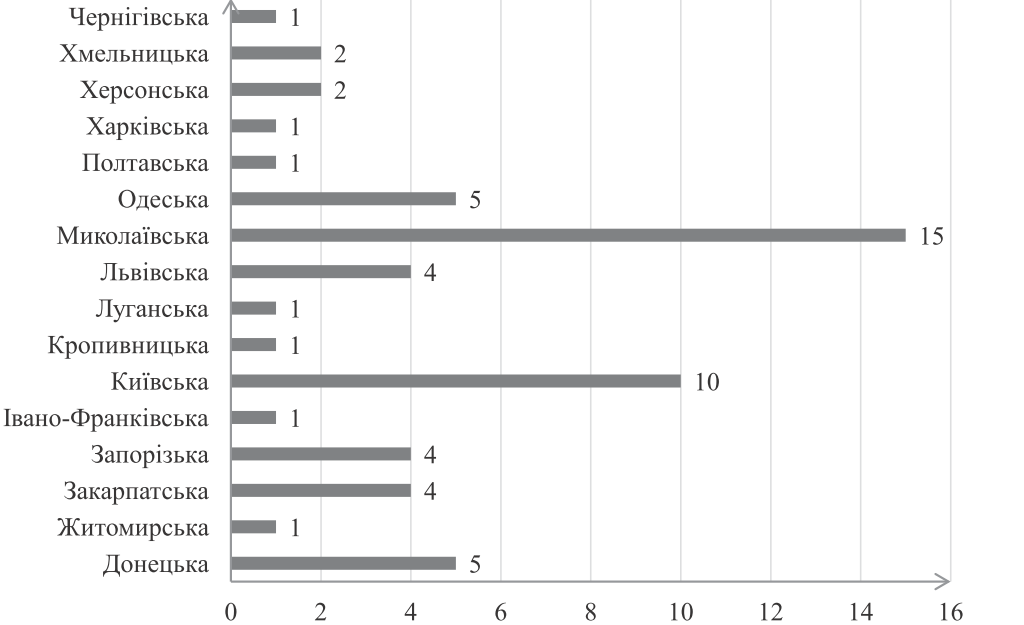 Чернігівська 1
Хмельницька 2
Херсонська 2
Харківська 1
Полтавська 1
Одеська 5
Миколаївська 15
Львівська 4
Луганська 1
Кропивницька 1
Київська 10
Івано-Франківська 1
Запорізька 4
Закарпатська 4
Житомирська 1
Донецька 5
0 2 4 6 8 10 12 14 16